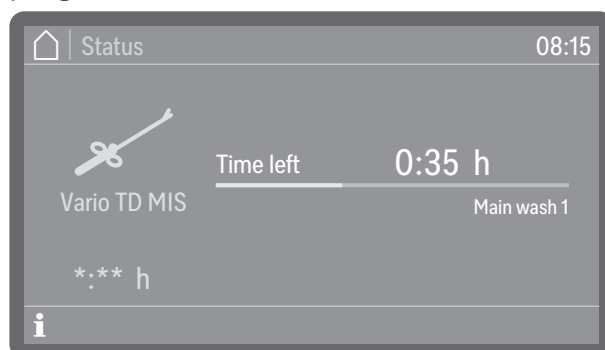 Status 08:15
Time left 0:35 h
Vario TD MIS
Main wash 1
*:** h
i